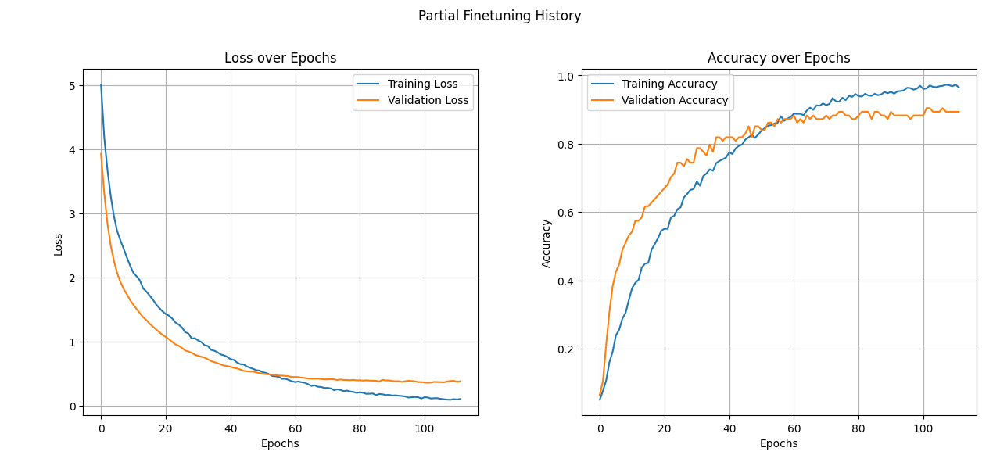 Partial Finetuning History
Loss over Epochs
Training Loss
Validation Loss
5
4
3
2
1
0
Loss
0 20 40 60 80 100
Epochs
Accuracy over Epochs
Training Accuracy
Validation Accuracy
1.0
0.8
0.6
0.4
0.2
Accuracy
0 20 40 60 80 100
Epochs